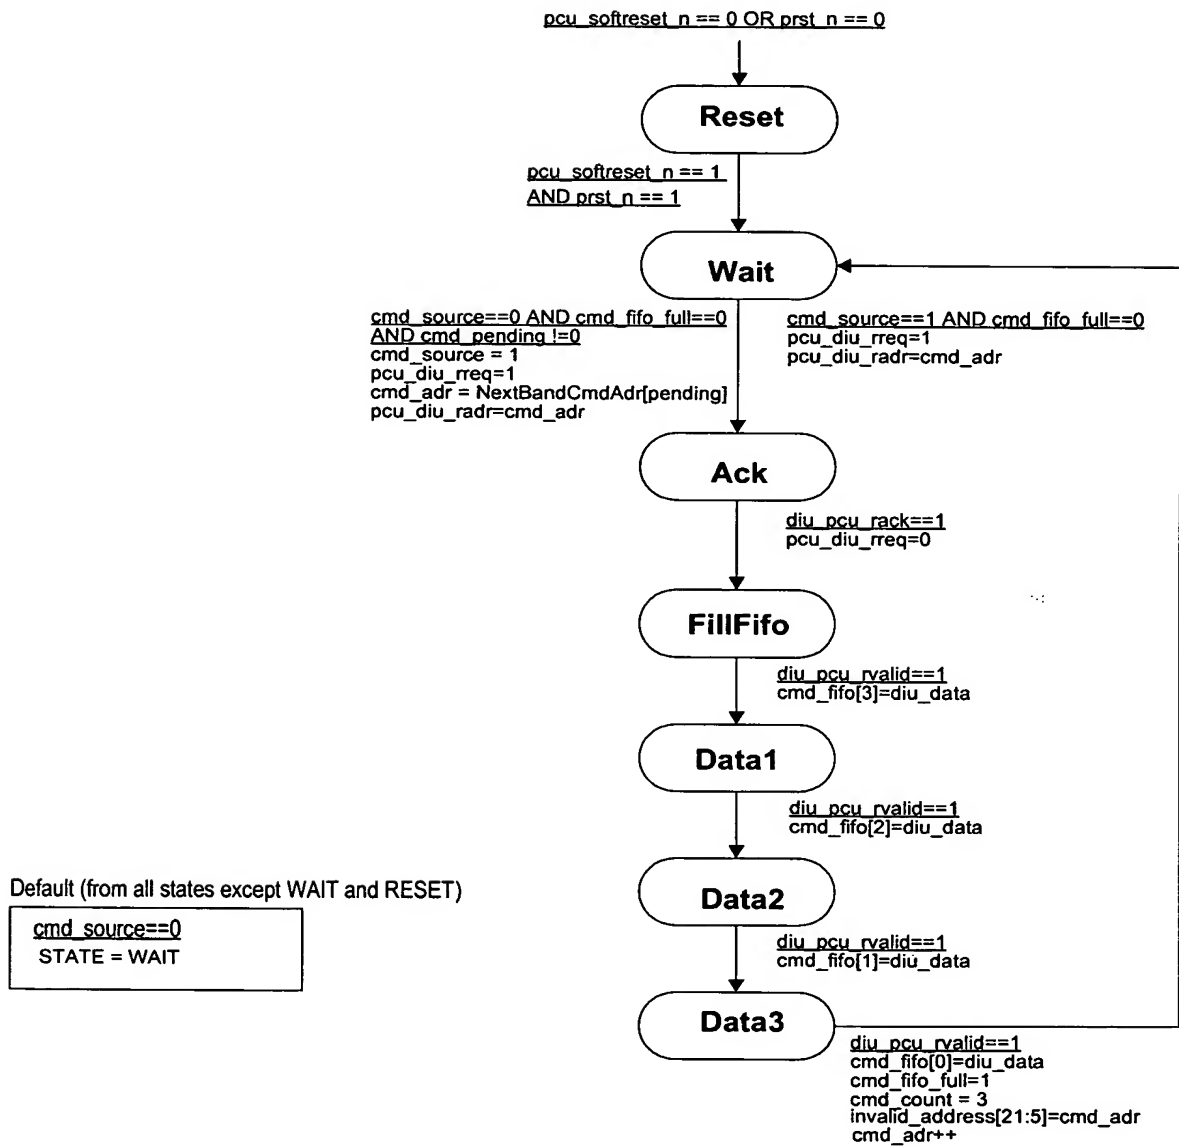 pcu_softreset_n == 0 OR prst_n == 0
Reset
pcu_softreset_n == 1
AND prst_n == 1
Wait
cmd_source==0 AND cmd_fifo_full==0
AND cmd_pending !=0
cmd_source = 1
pcu_diu_rreq=1
cmd_adr = NextBandCmdAdr[pending]
pcu_diu_radr=cmd_adr
cmd_source==1 AND cmd_fifo_full==0
pcu_diu_rreq=1
pcu_diu_radr=cmd_adr
Ack
diu_pcu_rack==1
pcu_diu_rreq=0
FillFifo
diu_pcu_rvalid==1
cmd_fifo[3]=diu_data
Data1
diu_pcu_rvalid==1
cmd_fifo[2]=diu_data
Data2
diu_pcu_rvalid==1
cmd_fifo[1]=diu_data
Default (from all states except WAIT and RESET)
cmd_source==0
STATE = WAIT
Data3
diu_pcu_rvalid==1
cmd_fifo[0]=diu_data
cmd_fifo_full=1
cmd_count = 3
invalid_address[21:5]=cmd_adr
cmd_adr++